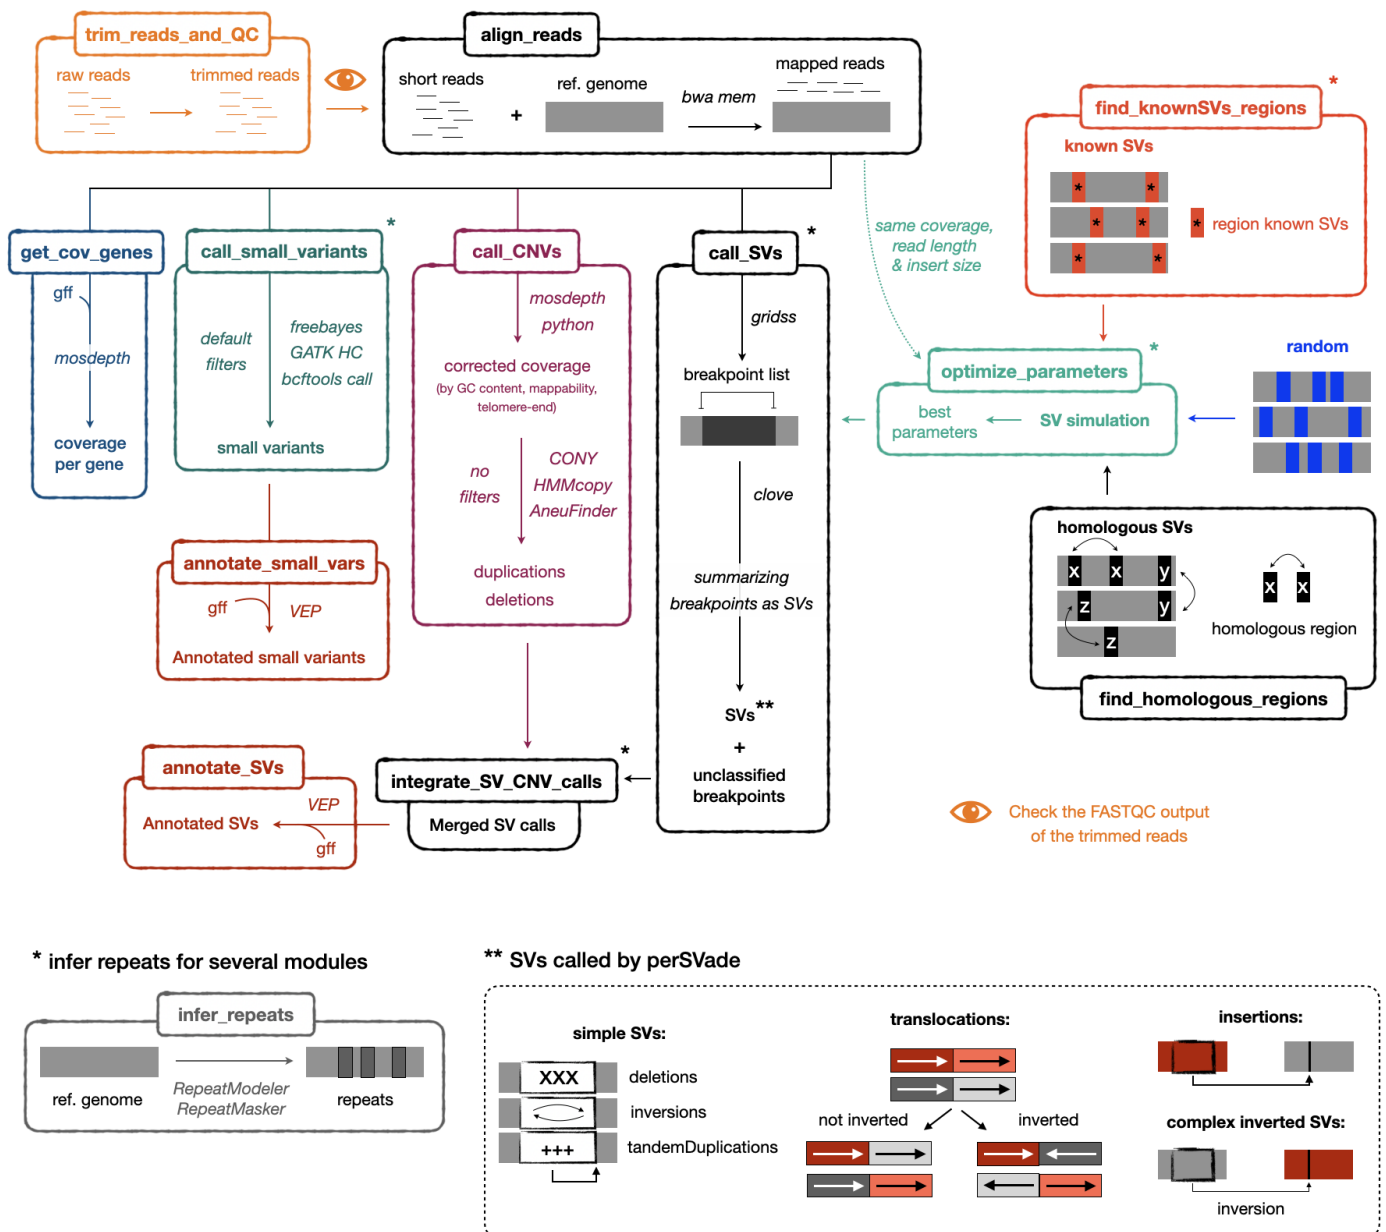 trim_reads_and_QC
raw reads
trimmed reads
align_reads
short reads
+
ref. genome
bwa mem
mapped reads
*
find_knownSVs_regions
known SVs
* *
* *
* *
* region known SVs
same coverage,
read length
& insert size
get_cov_genes
gff
mosdepth
coverage
per gene
*
call_small_variants
default
filters
freebayes
GATK HC
bcftools call
small variants
annotate_small_vars
gff
VEP
Annotated small variants
call_CNVs
mosdepth
python
corrected coverage
(by GC content, mappability,
telomere-end)
no
filters
CONY
HMMcopy
AneuFinder
duplications
deletions
*
call_SVs
gridss
breakpoint list
clove
summarizing
breakpoints as SVs
SVs**
+
unclassified
breakpoints
*
optimize_parameters
best
parameters
SV simulation
random
homologous SVs
x x y
z y
z
x x
homologous region
find_homologous_regions
*
integrate_SV_CNV_calls
Merged SV calls
annotate_SVs
VEP
Annotated SVs
gff
Check the FASTQC output
of the trimmed reads
* infer repeats for several modules
infer_repeats
ref. genome
RepeatModeler
RepeatMasker
repeats
** SVs called by perSVade
simple SVs:
XXX
deletions
inversions
+++
tandemDuplications
translocations:
not inverted
inverted
insertions:
complex inverted SVs:
inversion